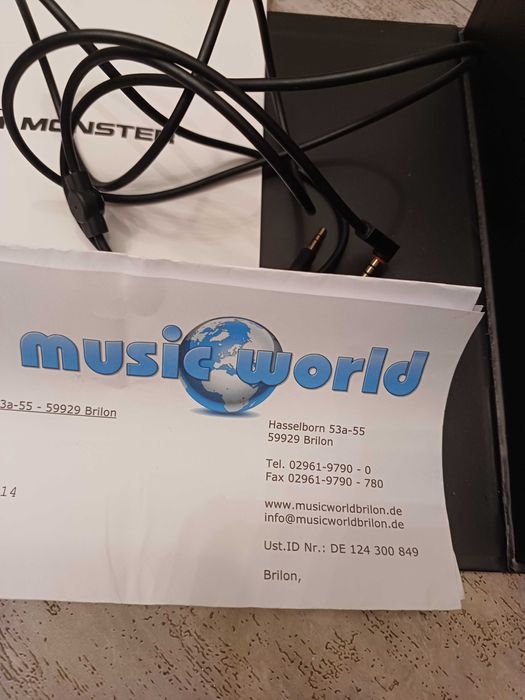 MONSTER
music world
3a-55 - 59929 Brilon
Hasselborn 53a-55
59929 Brilon
Tel. 02961-9790 - 0
Fax 02961-9790 - 780
14
www.musicworldbrilon.de
info@musicworldbrilon.de
Ust.ID Nr.: DE 124 300 849
Brilon,